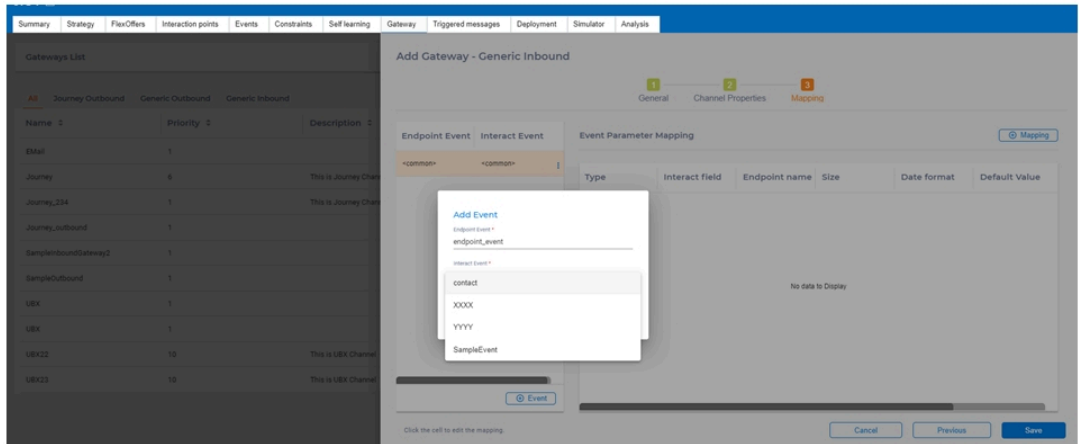 Summary Strategy FlexOffers Interaction points Events Constraints Self learning Gateway Triggered messages Deployment Simulator Analysis
Gateways List
Add Gateway - Generic Inbound
1 2 3
General Channel Properties Mapping
All Journey Outbound Generic Outbound Generic Inbound
Name Priority Description
Endpoint Event Interact Event
Event Parameter Mapping
Mapping
EMail 1
<common> <common>
Type Interact field Endpoint name Size Date format Default Value
Journey 6 This is Journey Chan
Journey_234 1 This is Journey Chan
Journey_outbound 1
SampleInboundGateway2 1
SampleOutbound 1
UBX 1
UBX 1
UBX22 10 This is UBX Channel
UBX23 10 This is UBX Channel
Add Event
Endpoint Event *
endpoint_event
Interact Event *
contact
XXXX
YYYY
SampleEvent
No data to Display
Event
Click the cell to edit the mapping.
Cancel Previous Save